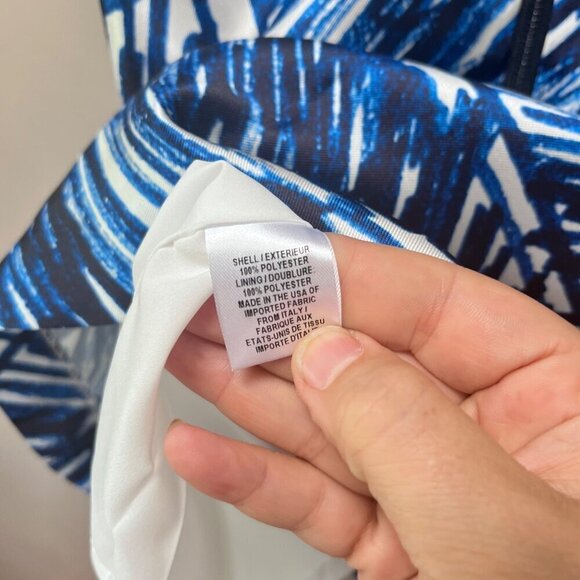 SHELL / EXTERIEUR
100% POLYESTER
LINING / DOUBLURE:
100% POLYESTER
MADE IN THE USA OF
IMPORTED FABRIC
FROM ITALY /
FABRIQUE AUX
ETATS-UNIS DE TISSU
IMPORTE D'ITAL